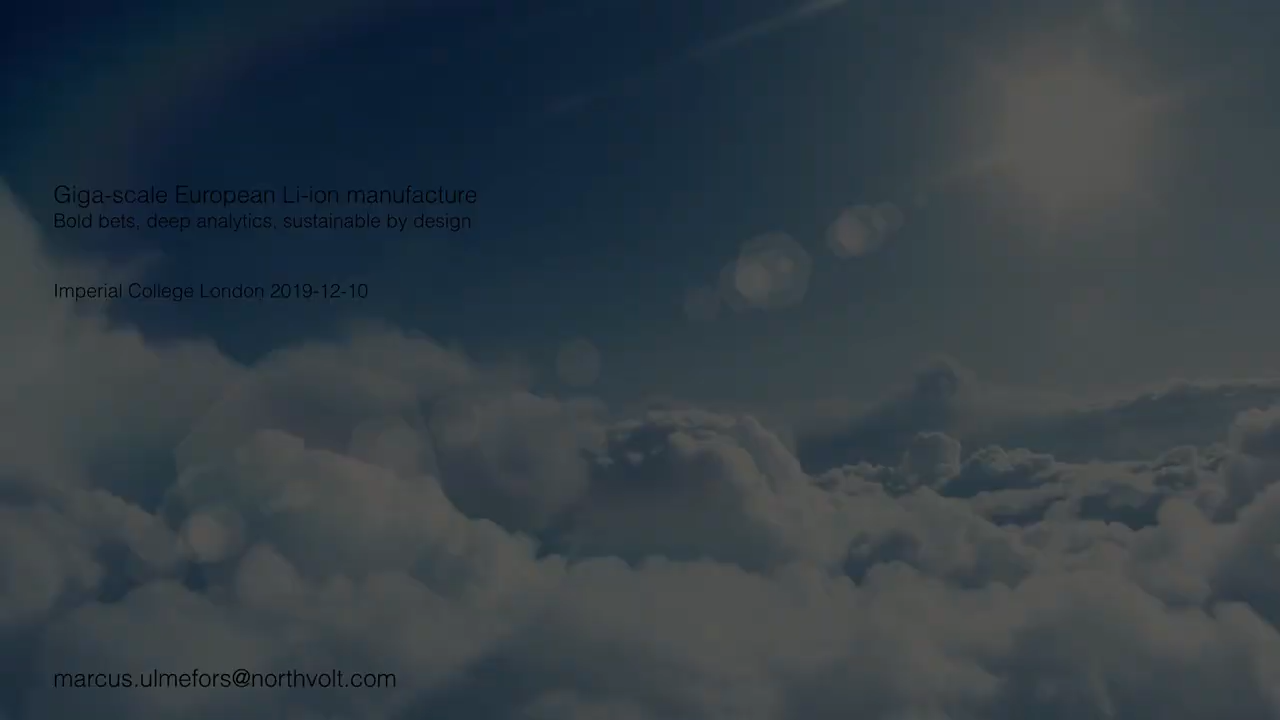 Giga-scale European Li-ion manufacture
Bold bets, deep analytics, sustainable by design
Imperial College London 2019-12-10
marcus.ulmefors@northvolt.com